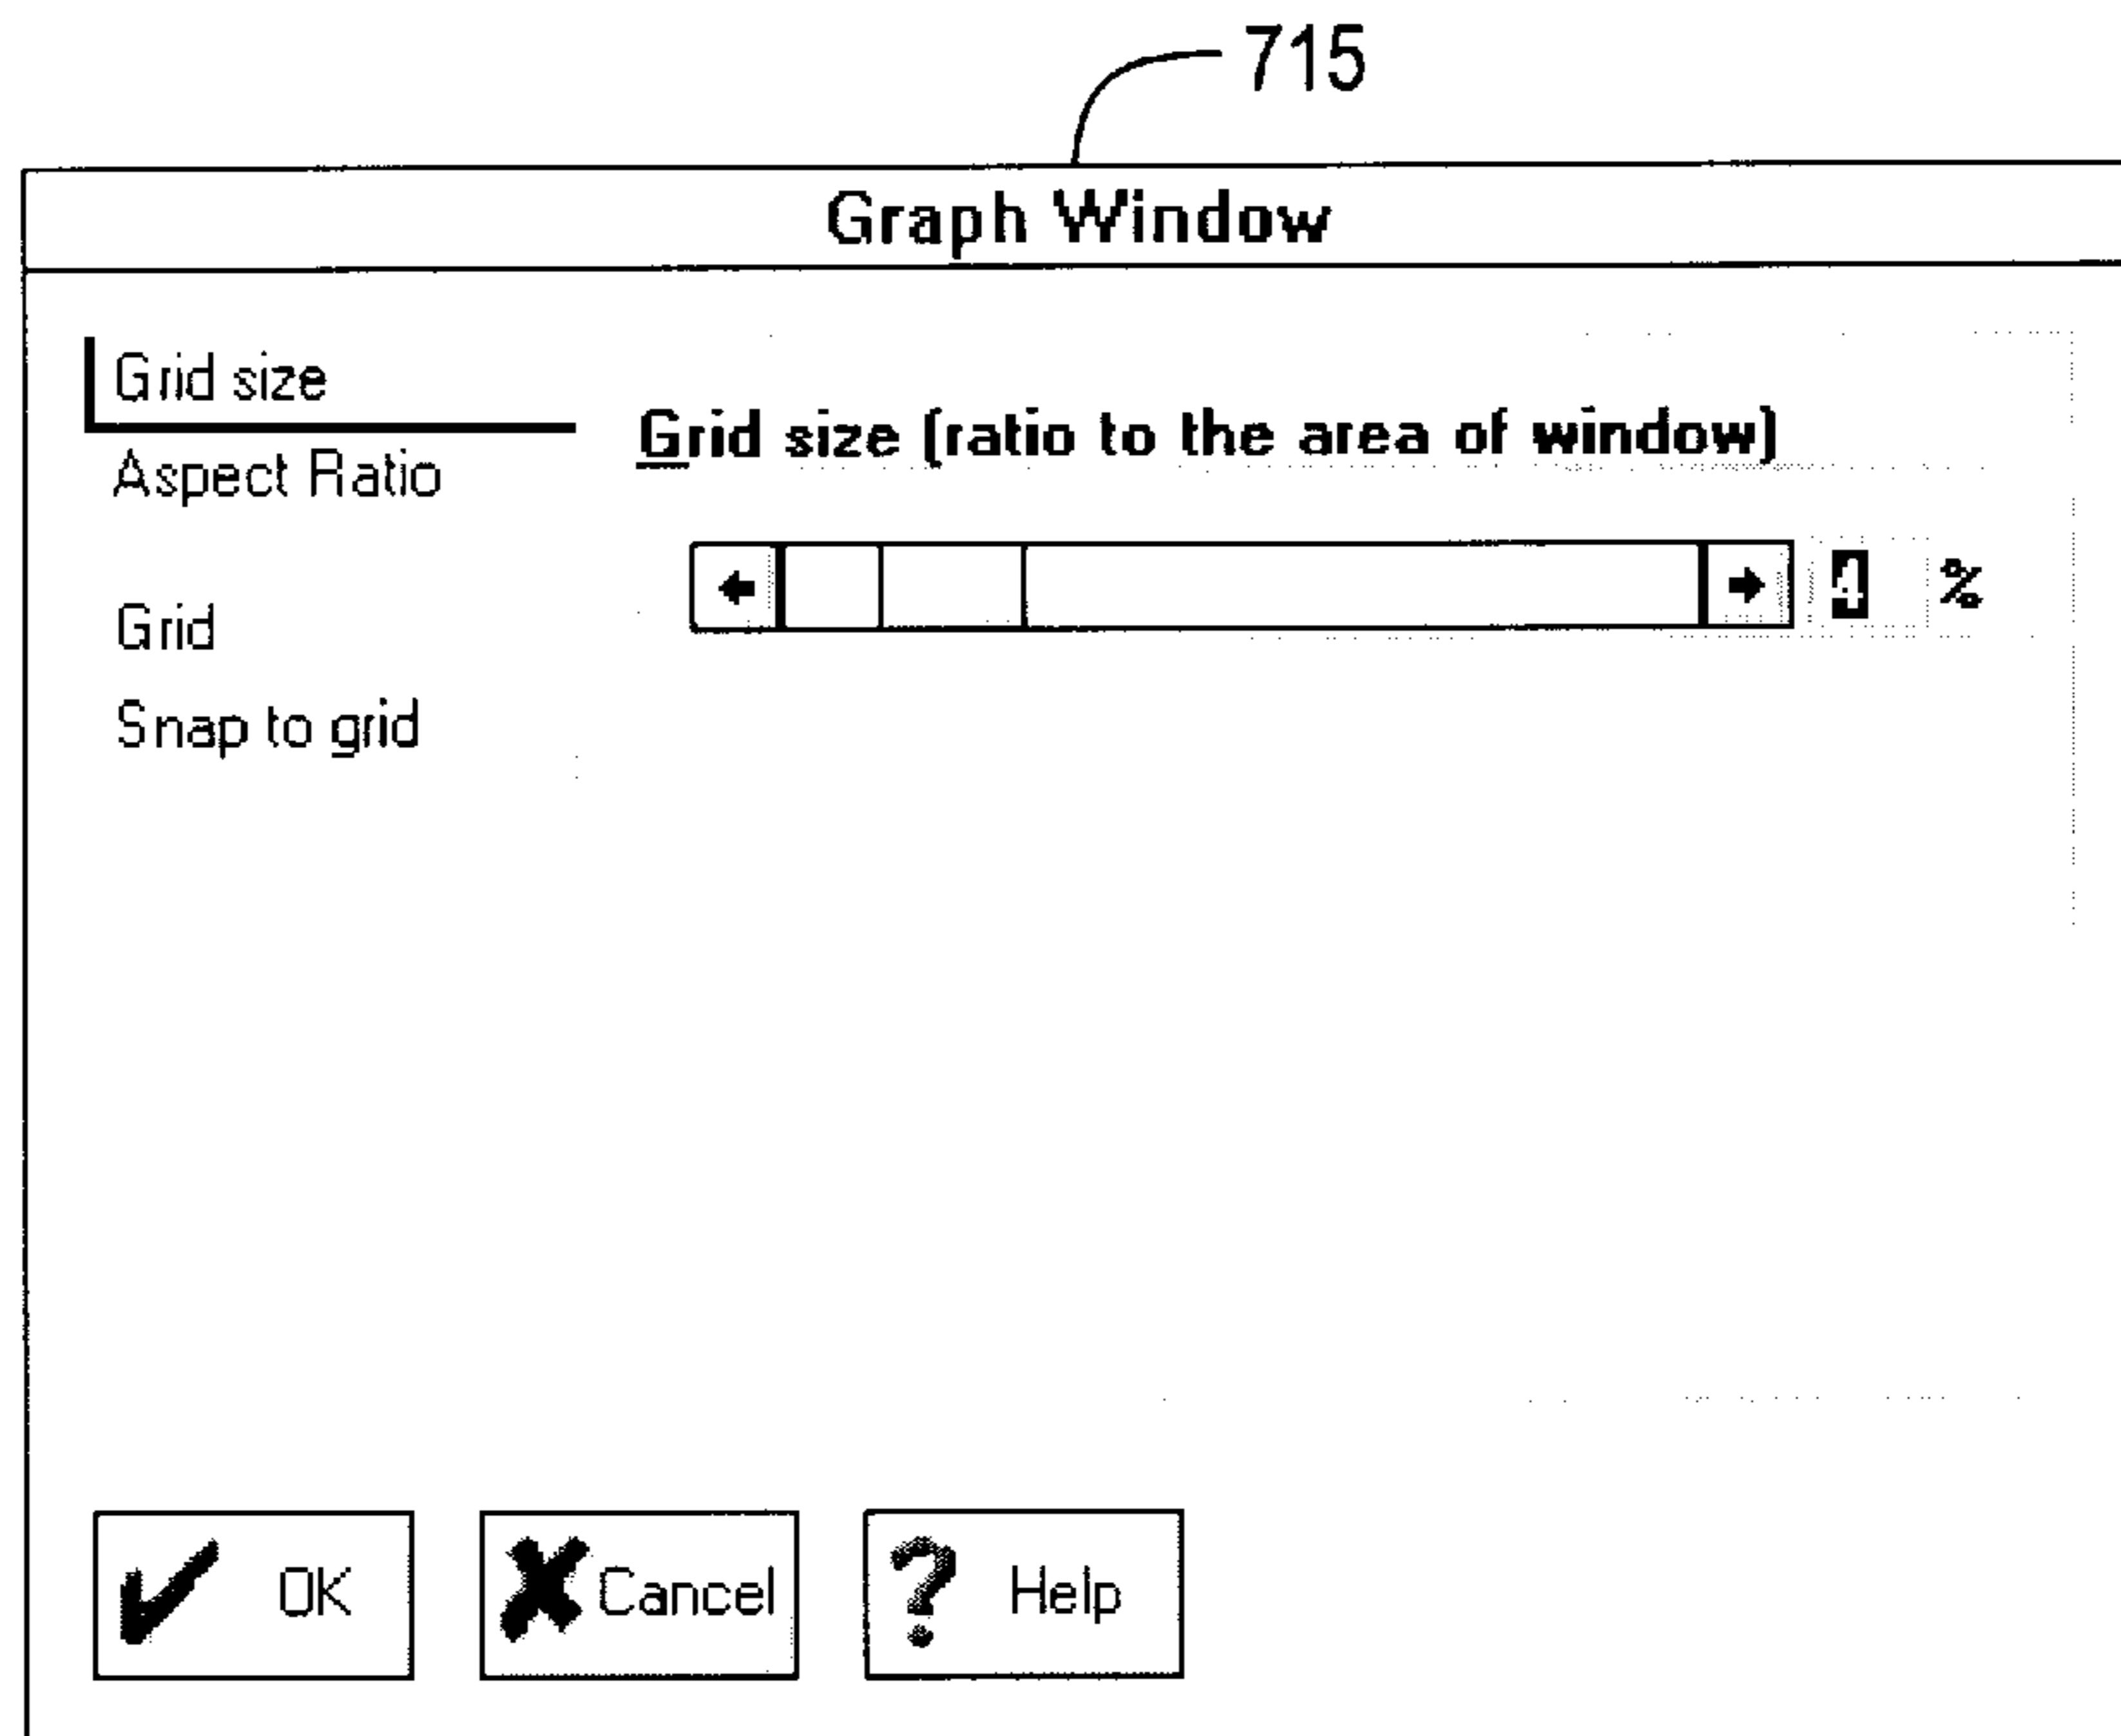 715
Graph Window
Grid size
Grid size (ratio to the area of window)
Aspect Ratio
4 %
Grid
Snap to grid
OK
Cancel
Help